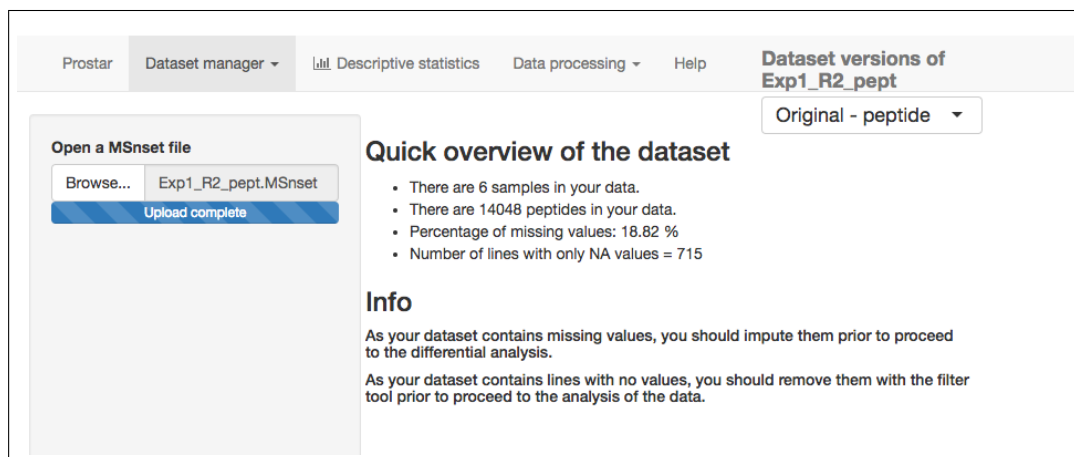 Prostar Dataset manager Descriptive statistics Data processing Help
Dataset versions of
Exp1_R2_pept
Original - peptide
Open a MSnset file
Browse... Exp1_R2_pept.MSnset
Upload complete
Quick overview of the dataset
• There are 6 samples in your data.
• There are 14048 peptides in your data.
• Percentage of missing values: 18.82 %
• Number of lines with only NA values = 715
Info
As your dataset contains missing values, you should impute them prior to proceed
to the differential analysis.
As your dataset contains lines with no values, you should remove them with the filter
tool prior to proceed to the analysis of the data.